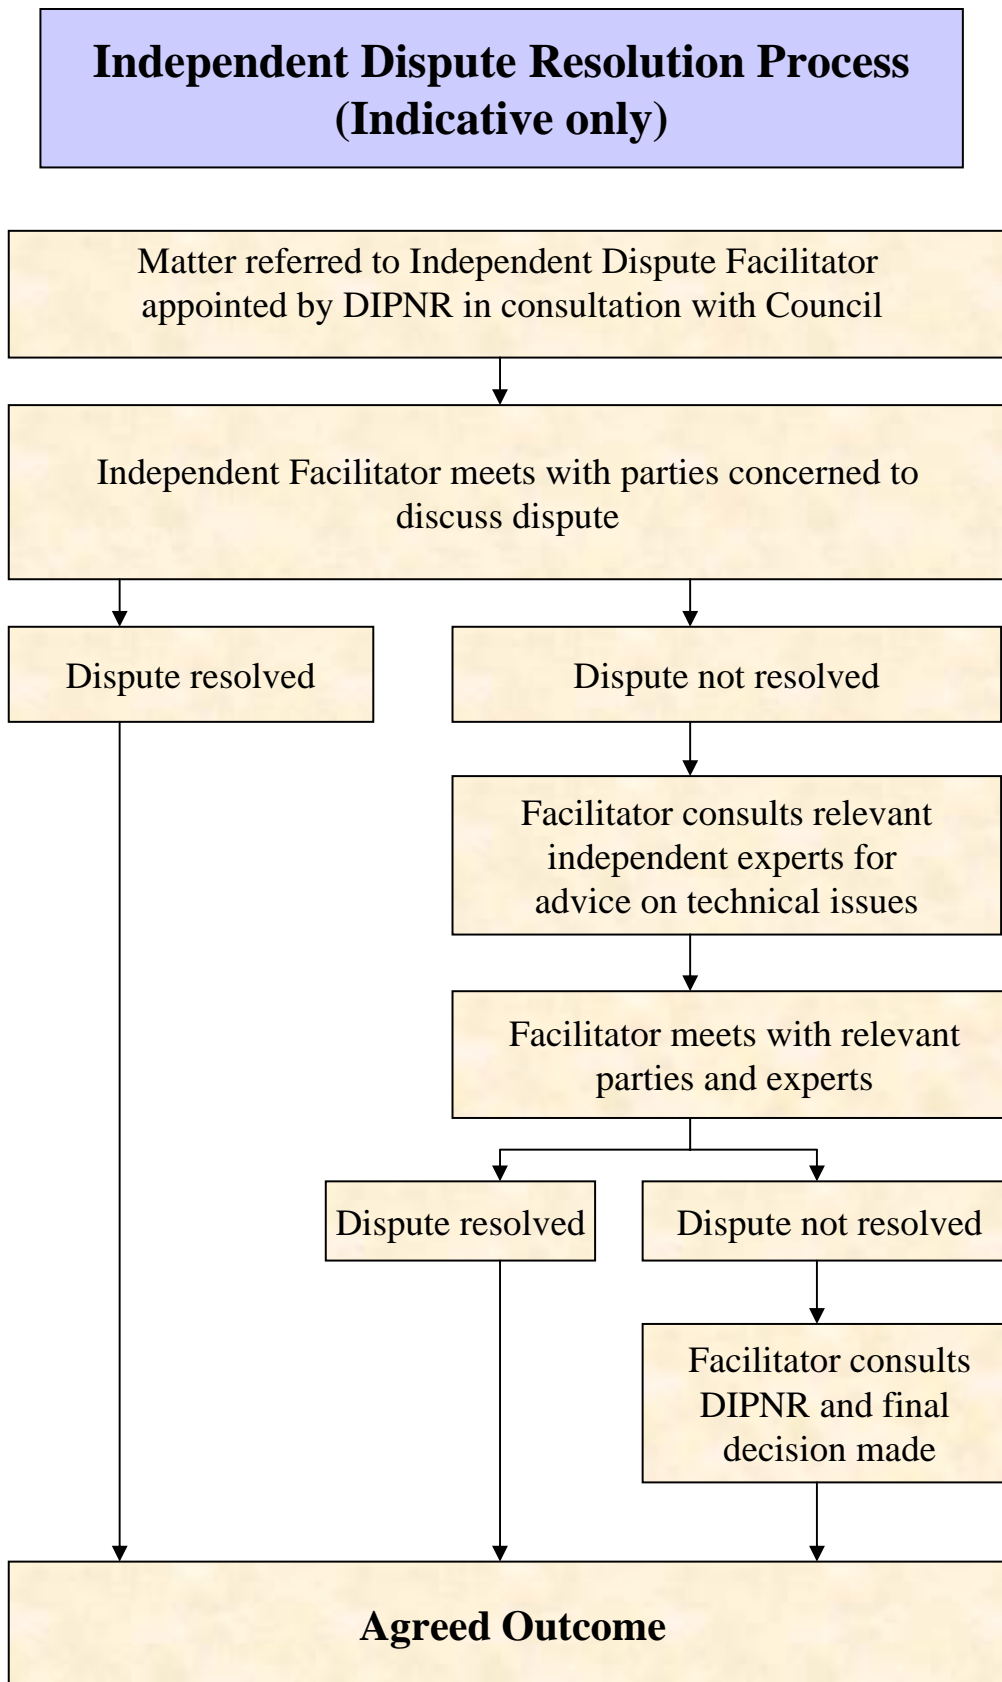 Independent Dispute Resolution Process
(Indicative only)
Matter referred to Independent Dispute Facilitator
appointed by DIPNR in consultation with Council
Independent Facilitator meets with parties concerned to
discuss dispute
Dispute resolved
Dispute not resolved
Facilitator consults relevant
independent experts for
advice on technical issues
Facilitator meets with relevant
parties and experts
Dispute resolved
Dispute not resolved
Facilitator consults
DIPNR and final
decision made
Agreed Outcome